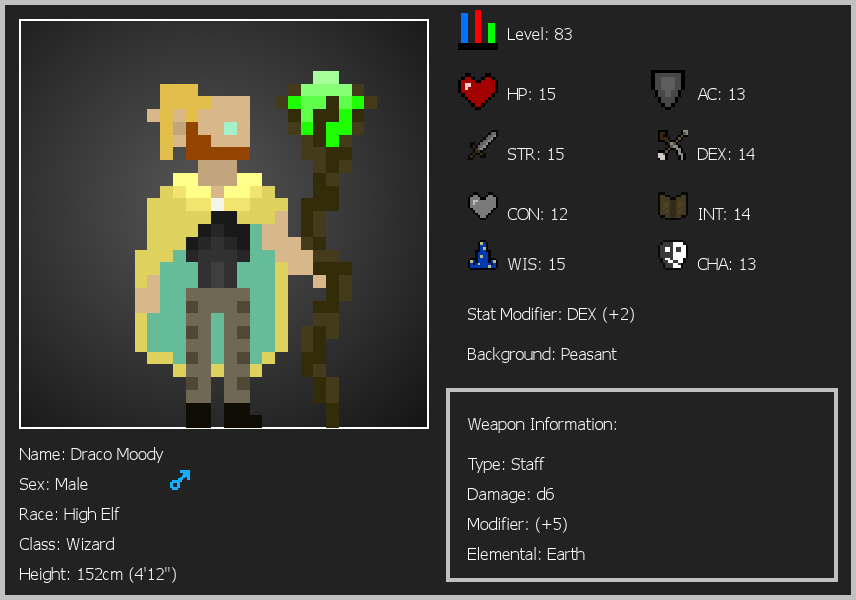 Level: 83
HP: 15
AC: 13
STR: 15
DEX: 14
CON: 12
INT: 14
WIS: 15
CHA: 13
Stat Modifier: DEX (+2)
Background: Peasant
Weapon Information:
Type: Staff
Damage: d6
Modifier: (+5)
Elemental: Earth
Name: Draco Moody
Sex: Male
Race: High Elf
Class: Wizard
Height: 152cm (4'12")